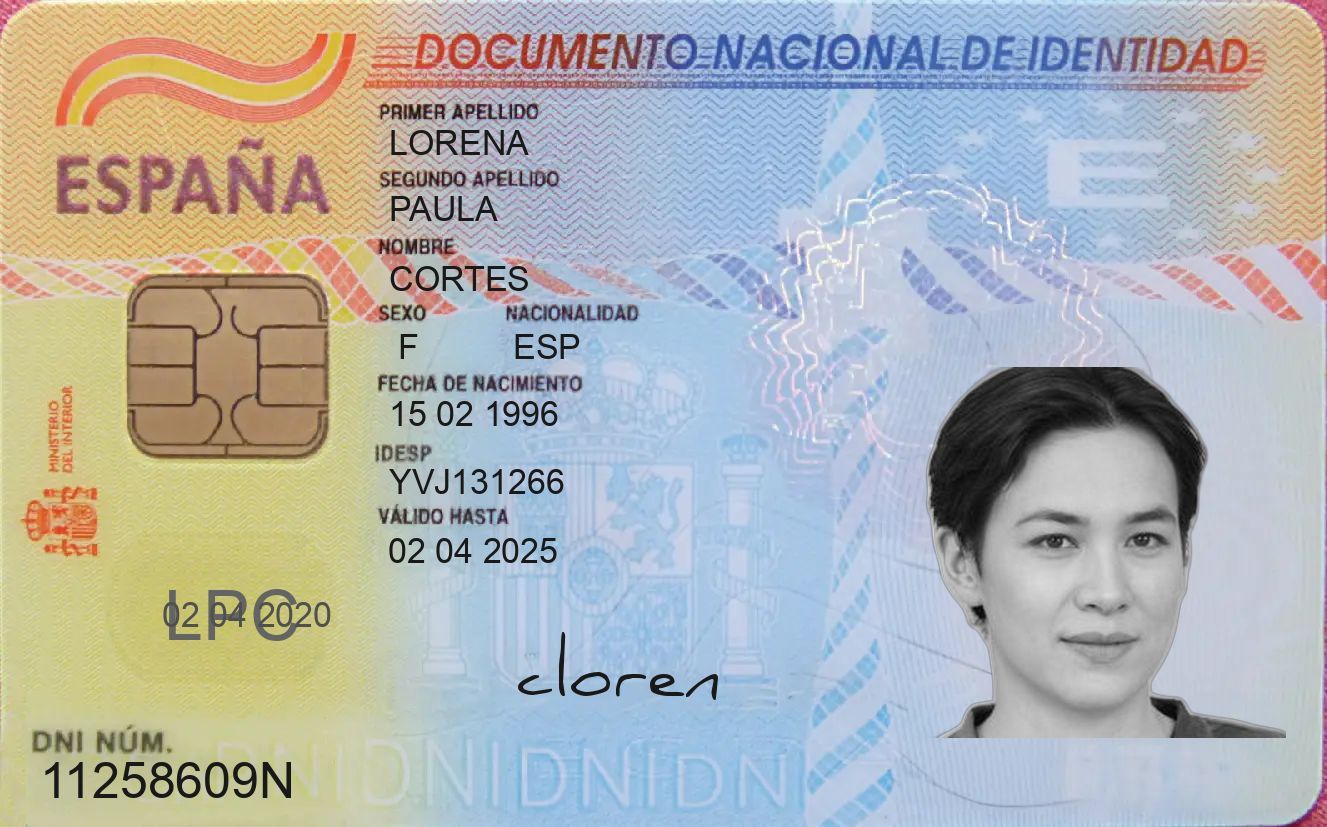 DOCUMENTO NACIONAL DE IDENTIDAD
ESPAÑA
PRIMER APELLIDO
LORENA
SEGUNDO APELLIDO
PAULA
NOMBRE
CORTES
SEXO NACIONALIDAD
F ESP
FECHA DE NACIMIENTO
15 02 1996
IDESP
YVJ131266
VÁLIDO HASTA
02 04 2025
MINISTERIO
DEL INTERIOR
LPC
02 04 2020
cloren
DNI NÚM.
11258609N
E
DNIDNIDNIDNI